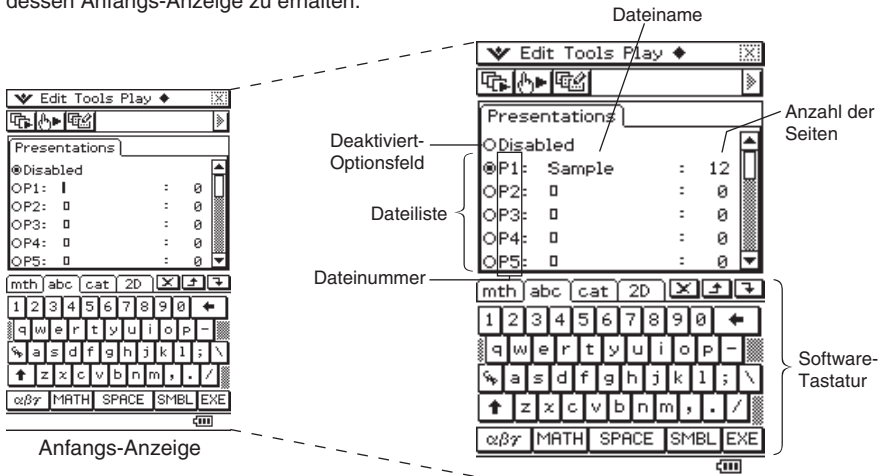 dessen Anfangs-Anzeige zu erhalten.
Dateiname
Edit Tools Play ◆
Presentations
Disabled
P1: : 0
P2: : 0
P3: : 0
P4: : 0
P5: : 0
mth abc cat 2D
1 2 3 4 5 6 7 8 9 0
q w e r t y u i o p -
a s d f g h j k l ; \
z x c v b n m , . /
αβγ MATH SPACE SMBL EXE
Anfangs-Anzeige
Edit Tools Play ◆
Presentations
Anzahl der
Seiten
Deaktiviert-
Optionsfeld
Disabled
P1: Sample : 12
P2: : 0
Dateiliste
P3: : 0
P4: : 0
P5: : 0
Dateinummer
mth abc cat 2D
1 2 3 4 5 6 7 8 9 0
q w e r t y u i o p -
a s d f g h j k l ; \
z x c v b n m , . /
αβγ MATH SPACE SMBL EXE
Software-
Tastatur